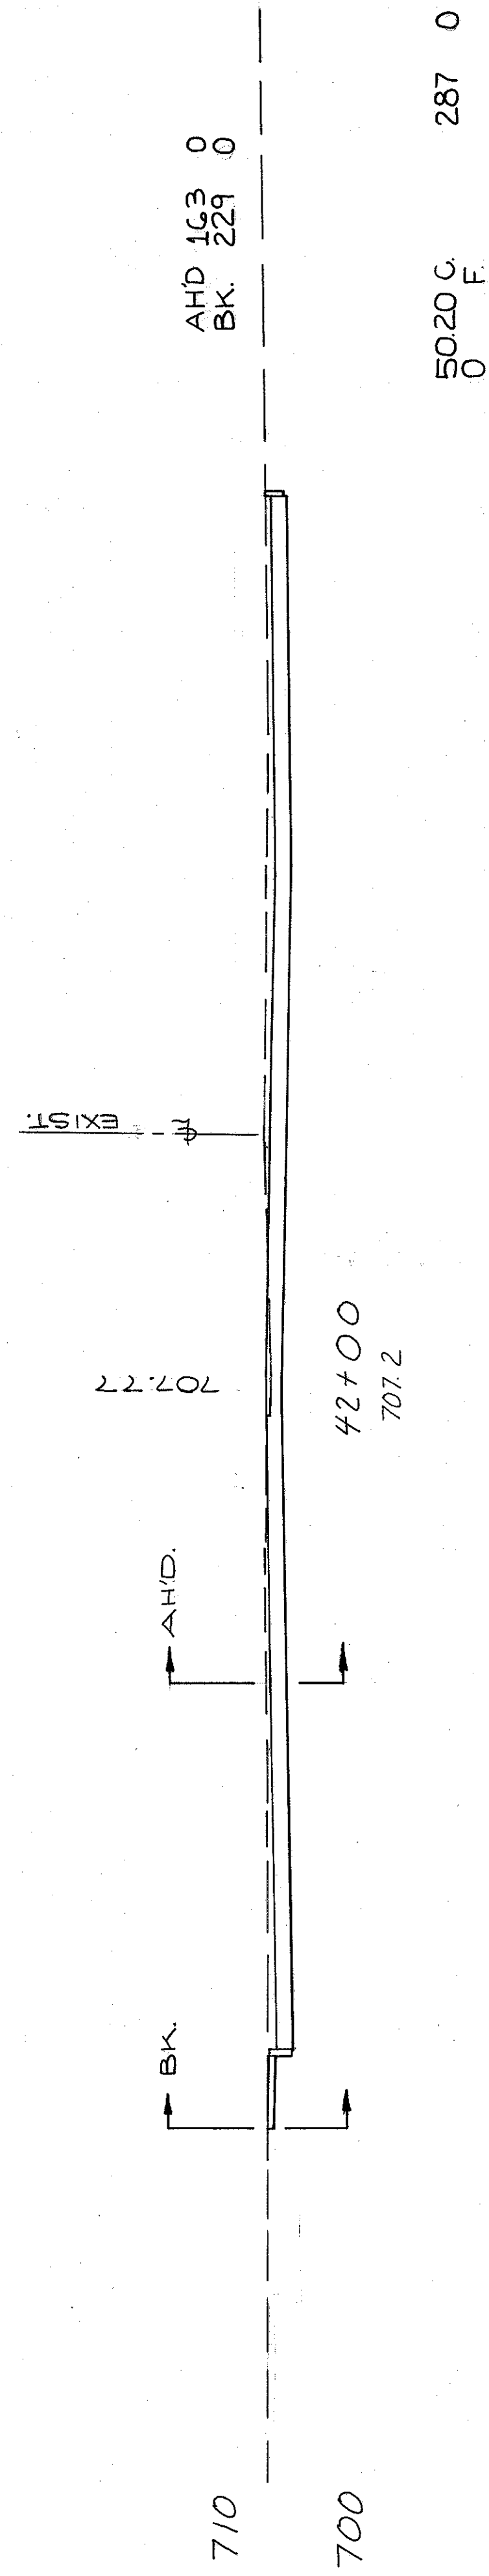 AH'D 163 0
BK. 229 0
50.20 C. 287 0
0 F.
EXIST.
℄
707.77
42+00
707.2
AH'D.
BK.
710
700